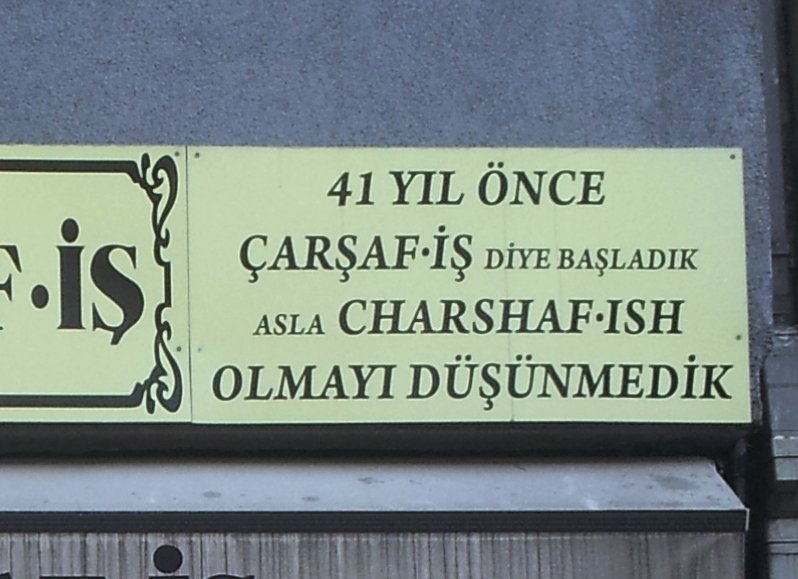 41 YIL ÖNCE
ÇARŞAF·İŞ DİYE BAŞLADIK
ASLA CHARSHAF·ISH
OLMAYI DÜŞÜNMEDİK
F·İŞ